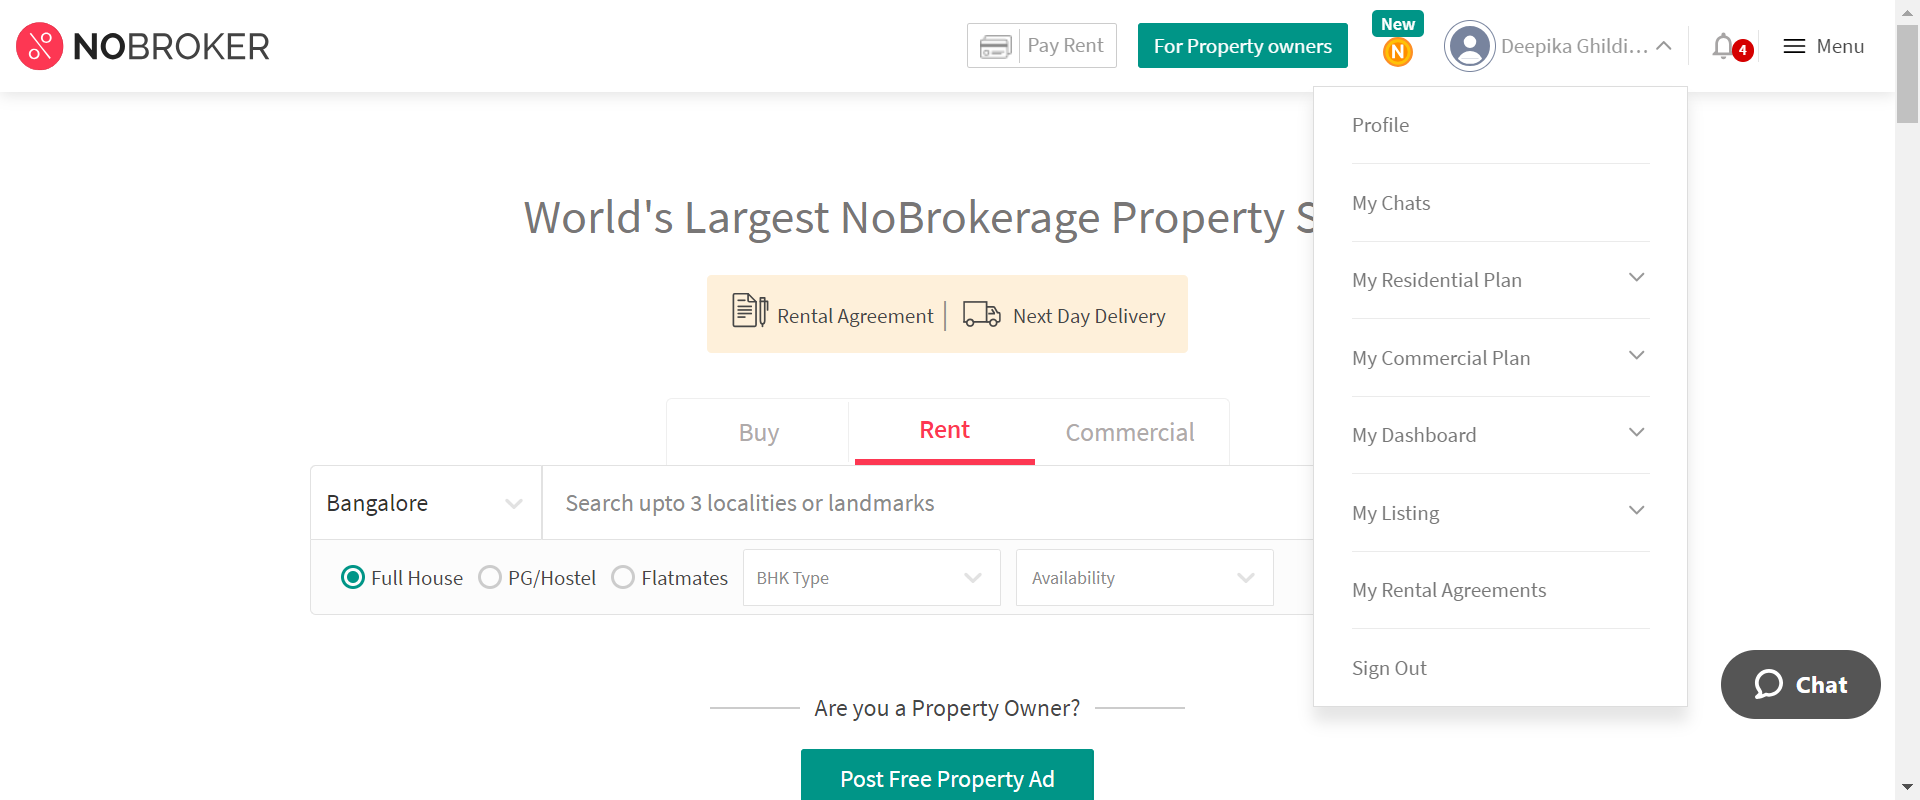 NOBROKER
Pay Rent
For Property owners
New
N
Deepika Ghildi...
4
Menu
Profile
My Chats
My Residential Plan
My Commercial Plan
My Dashboard
My Listing
My Rental Agreements
Sign Out
World's Largest NoBrokerage Property S
Rental Agreement
Next Day Delivery
Buy
Rent
Commercial
Bangalore
Search upto 3 localities or landmarks
Full House
PG/Hostel
Flatmates
BHK Type
Availability
Are you a Property Owner?
Post Free Property Ad
Chat